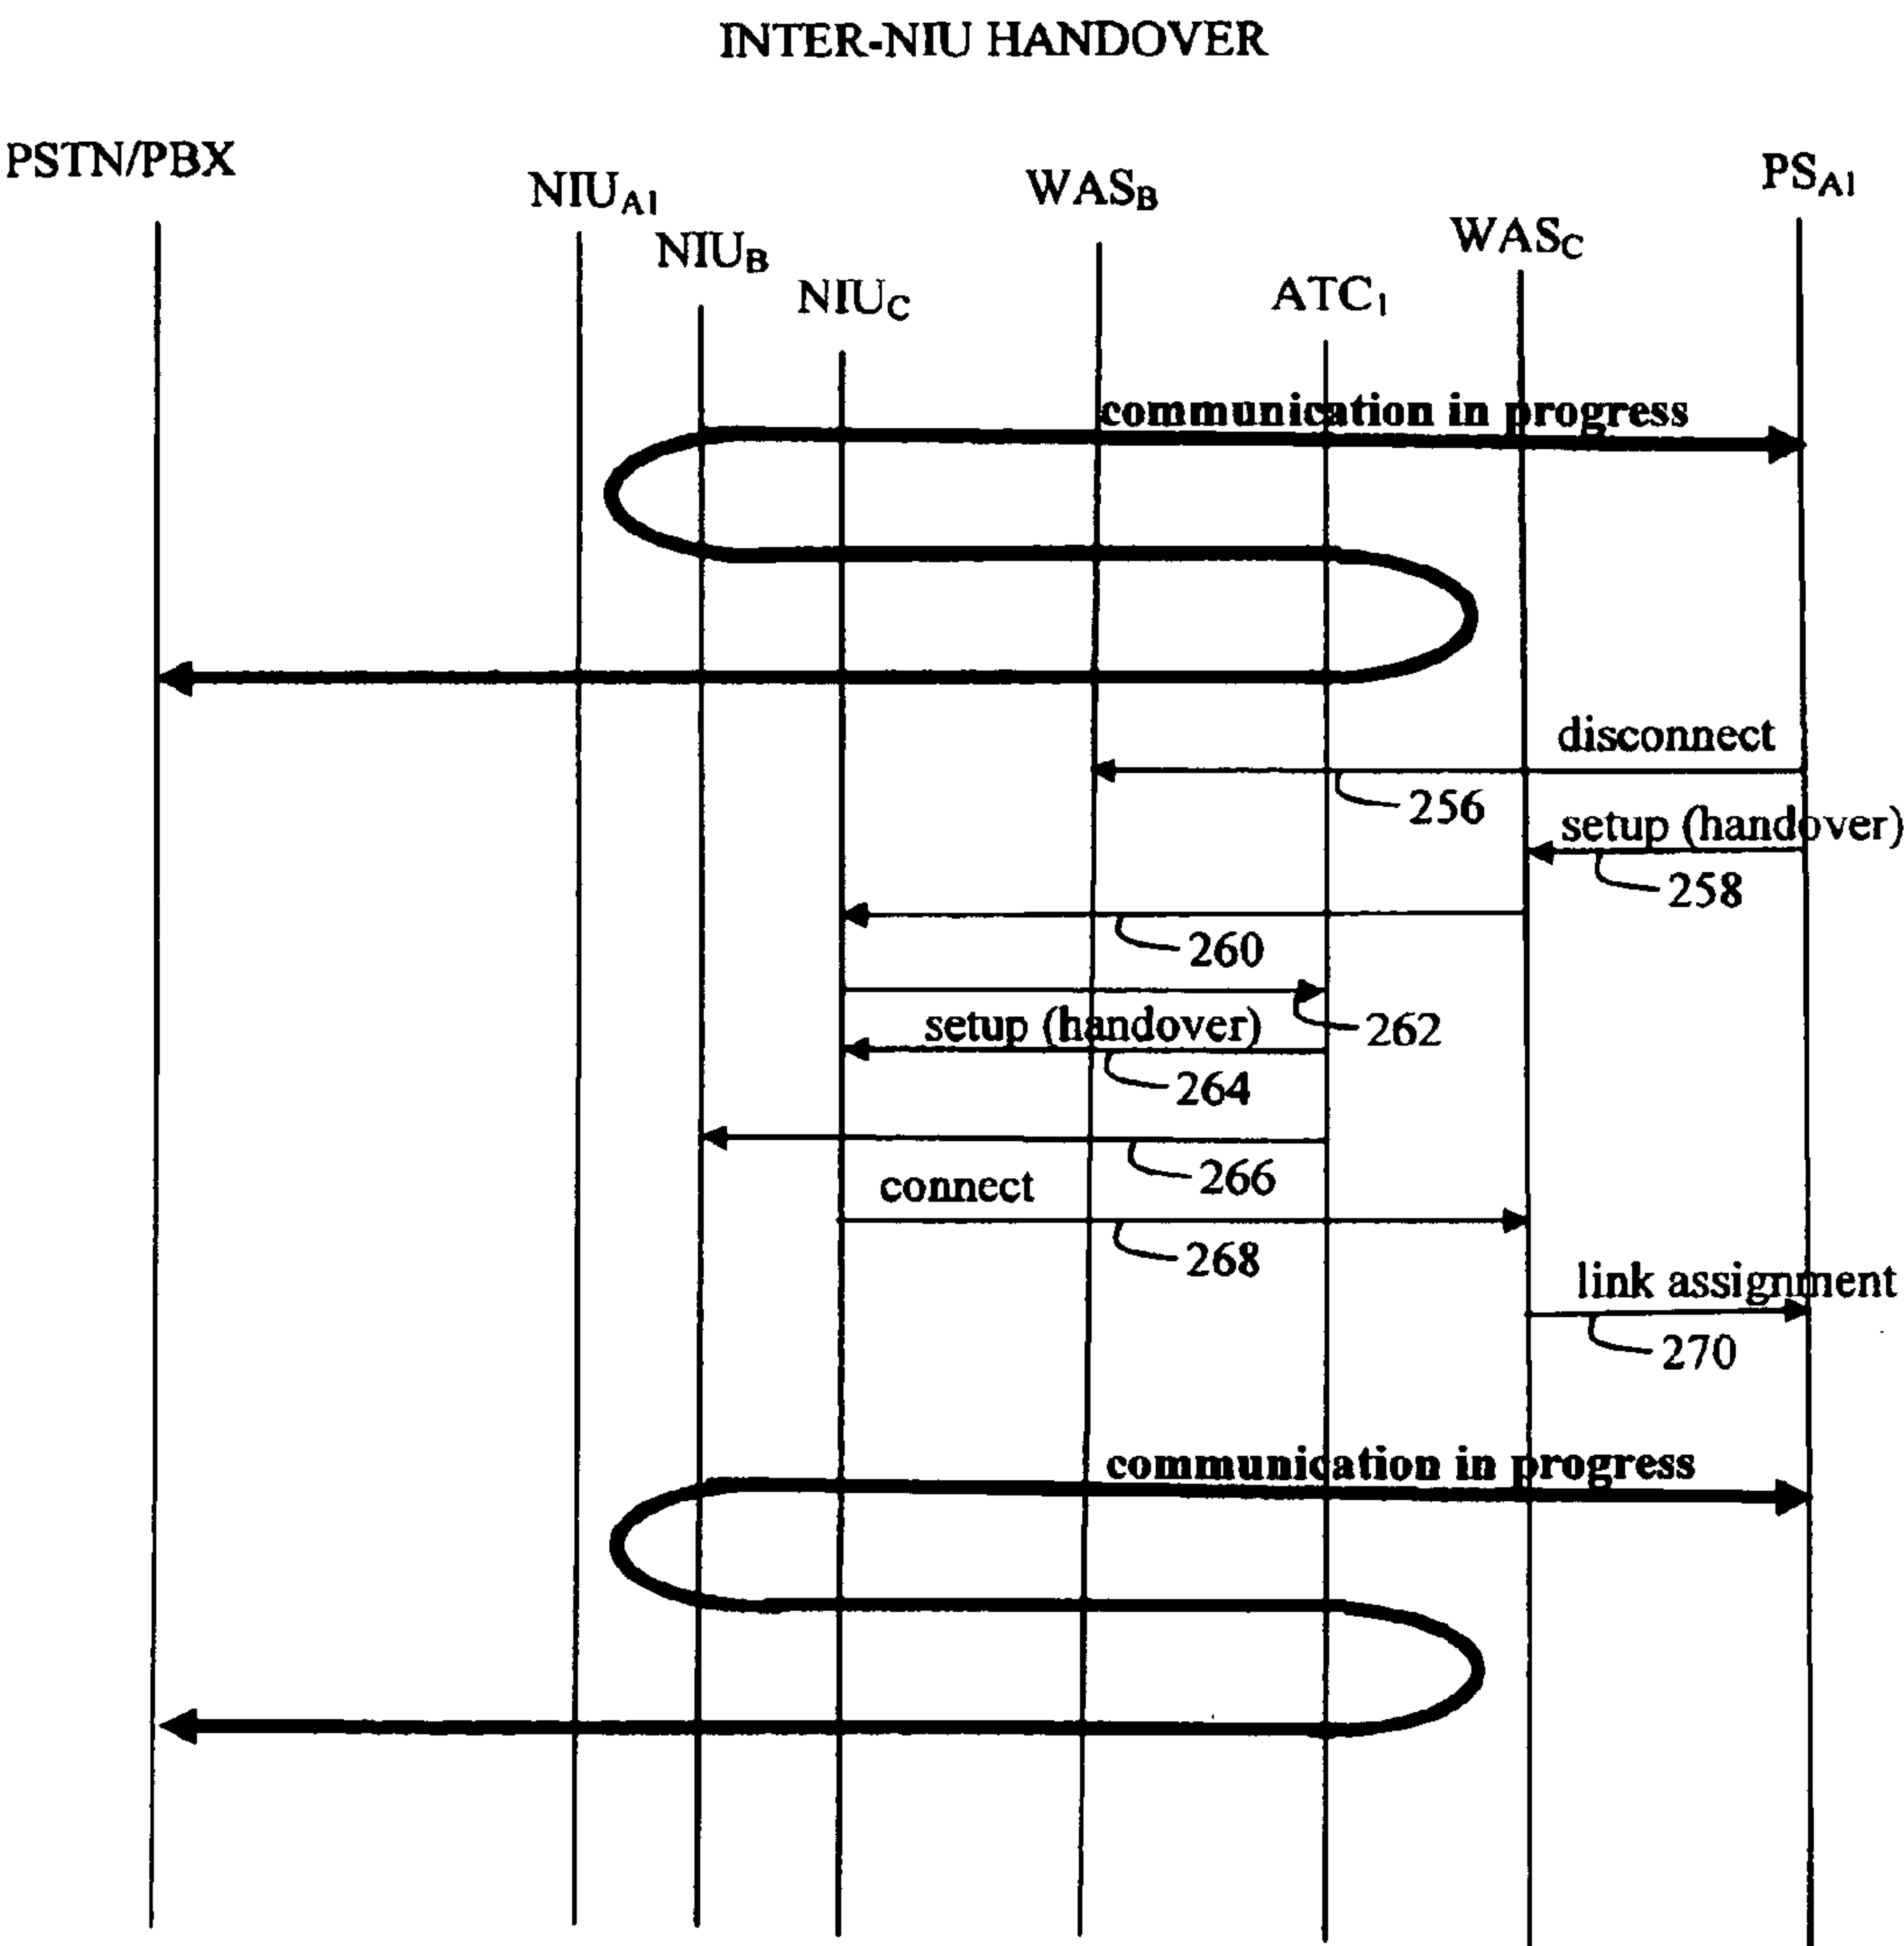 INTER-NIU HANDOVER
PSTN/PBX
NIUA1
NIUB
NIUC
WASB
ATC1
WASC
PSA1
communication in progress
disconnect
256
setup (handover)
258
260
262
setup (handover)
264
266
connect
268
link assignment
270
communication in progress